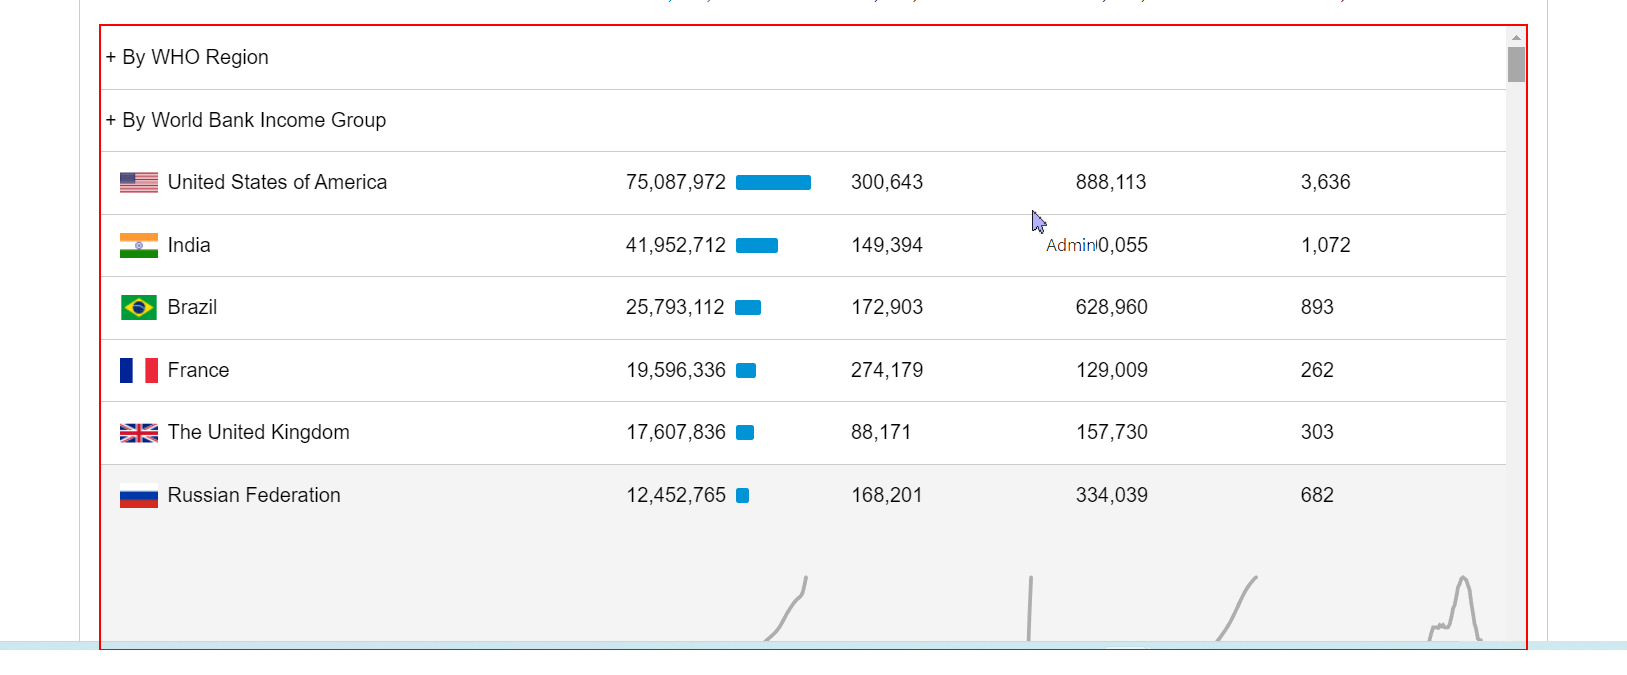 + By WHO Region
+ By World Bank Income Group
United States of America 75,087,972 300,643 888,113 3,636
India 41,952,712 149,394 Admin 0,055 1,072
Brazil 25,793,112 172,903 628,960 893
France 19,596,336 274,179 129,009 262
The United Kingdom 17,607,836 88,171 157,730 303
Russian Federation 12,452,765 168,201 334,039 682